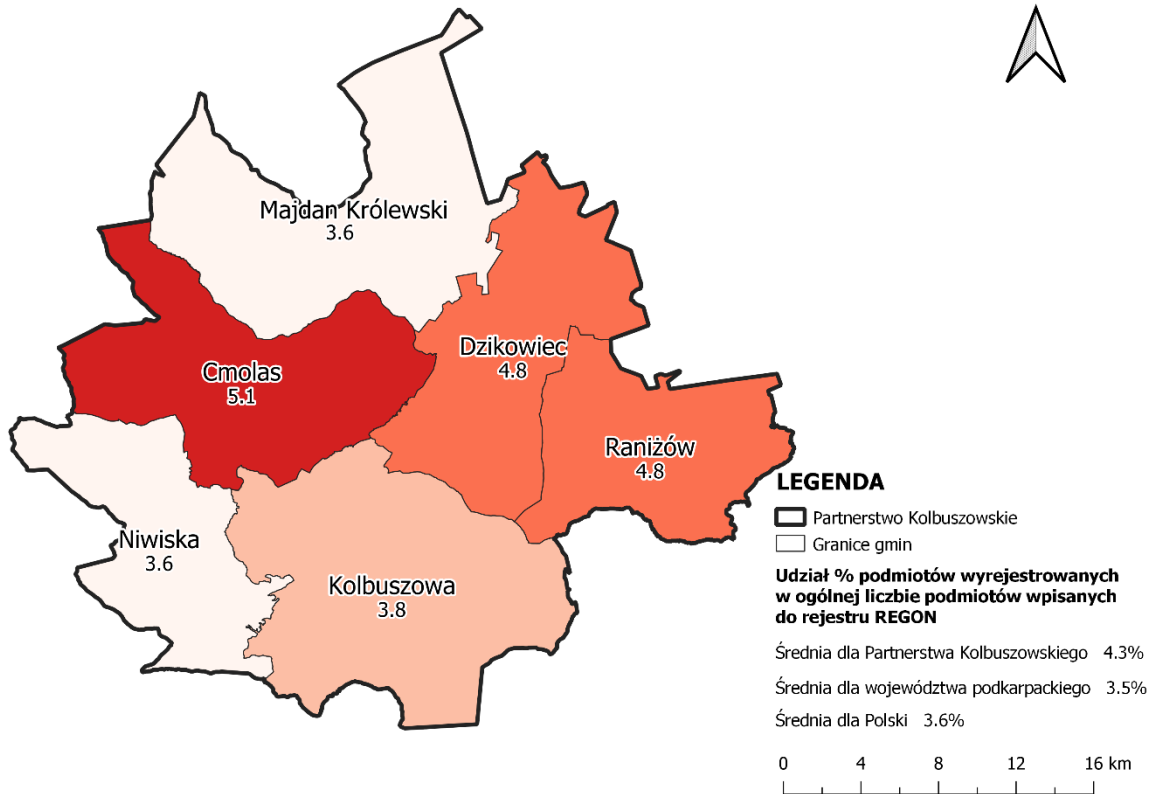 Majdan Królewski
3.6
Dzikowiec
4.8
Cmolas
5.1
Raniżów
4.8
Niwiska
3.6
Kolbuszowa
3.8
LEGENDA
Partnerstwo Kolbuszowskie
Granice gmin
Udział % podmiotów wyrejestrowanych
w ogólnej liczbie podmiotów wpisanych
do rejestru REGON
Średnia dla Partnerstwa Kolbuszowskiego 4.3%
Średnia dla województwa podkarpackiego 3.5%
Średnia dla Polski 3.6%
0 4 8 12 16 km